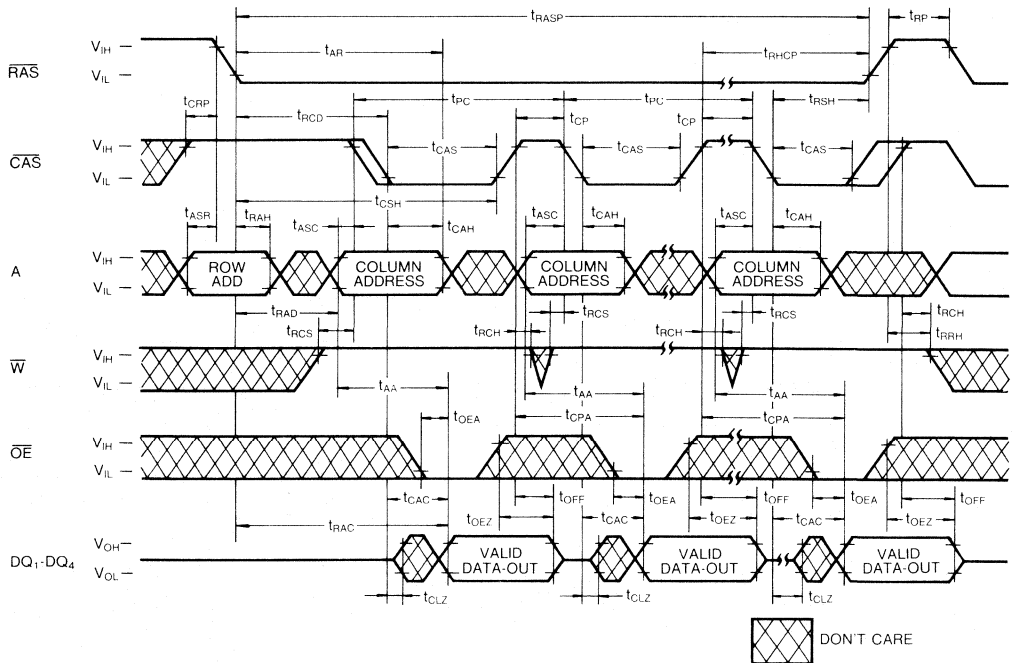 tRASP
tRP
tAR
tRHCP
VIH
RAS
VIL
tCRP
tRCD
tPC
tPC
tRSH
tCP
tCP
VIH
CAS
VIL
tCAS
tCAS
tCAS
tCSH
tASR
tRAH
tASC
tCAH
tASC
tCAH
tASC
tCAH
VIH
A
VIL
ROW ADD
COLUMN ADDRESS
COLUMN ADDRESS
COLUMN ADDRESS
tRAD
tRCS
tRCH
tRCS
tRCH
tRCS
tRCH
tRRH
VIH
W
VIL
tAA
tAA
tAA
tOEA
tCPA
tCPA
VIH
OE
VIL
tCAC
tOFF
tOEA
tOFF
tOEA
tOFF
tRAC
tOEZ
tCAC
tOEZ
tCAC
tOEZ
VOH
DQ1-DQ4
VOL
VALID DATA-OUT
VALID DATA-OUT
VALID DATA-OUT
tCLZ
tCLZ
tCLZ
DON'T CARE